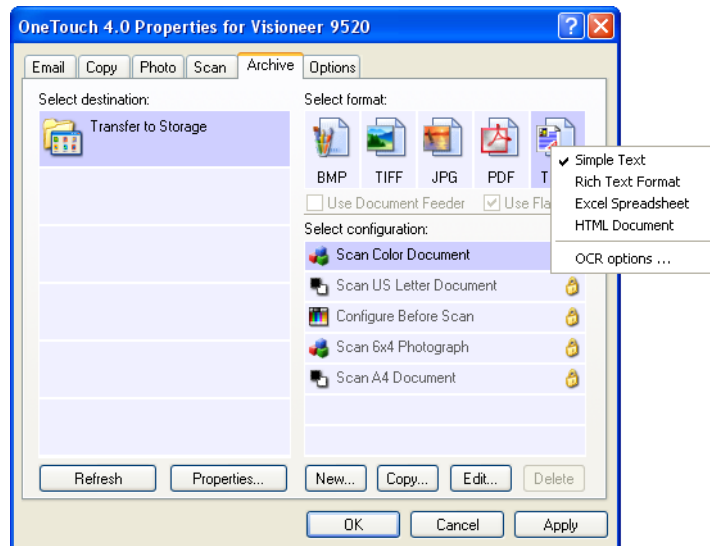 OneTouch 4.0 Properties for Visioneer 9520
Email Copy Photo Scan Archive Options
Select destination:
Transfer to Storage
Select format:
BMP TIFF JPG PDF T
Use Document Feeder Use Fla
Simple Text
Rich Text Format
Excel Spreadsheet
HTML Document
OCR options ...
Select configuration:
Scan Color Document
Scan US Letter Document
Configure Before Scan
Scan 6x4 Photograph
Scan A4 Document
Refresh Properties... New... Copy... Edit... Delete
OK Cancel Apply